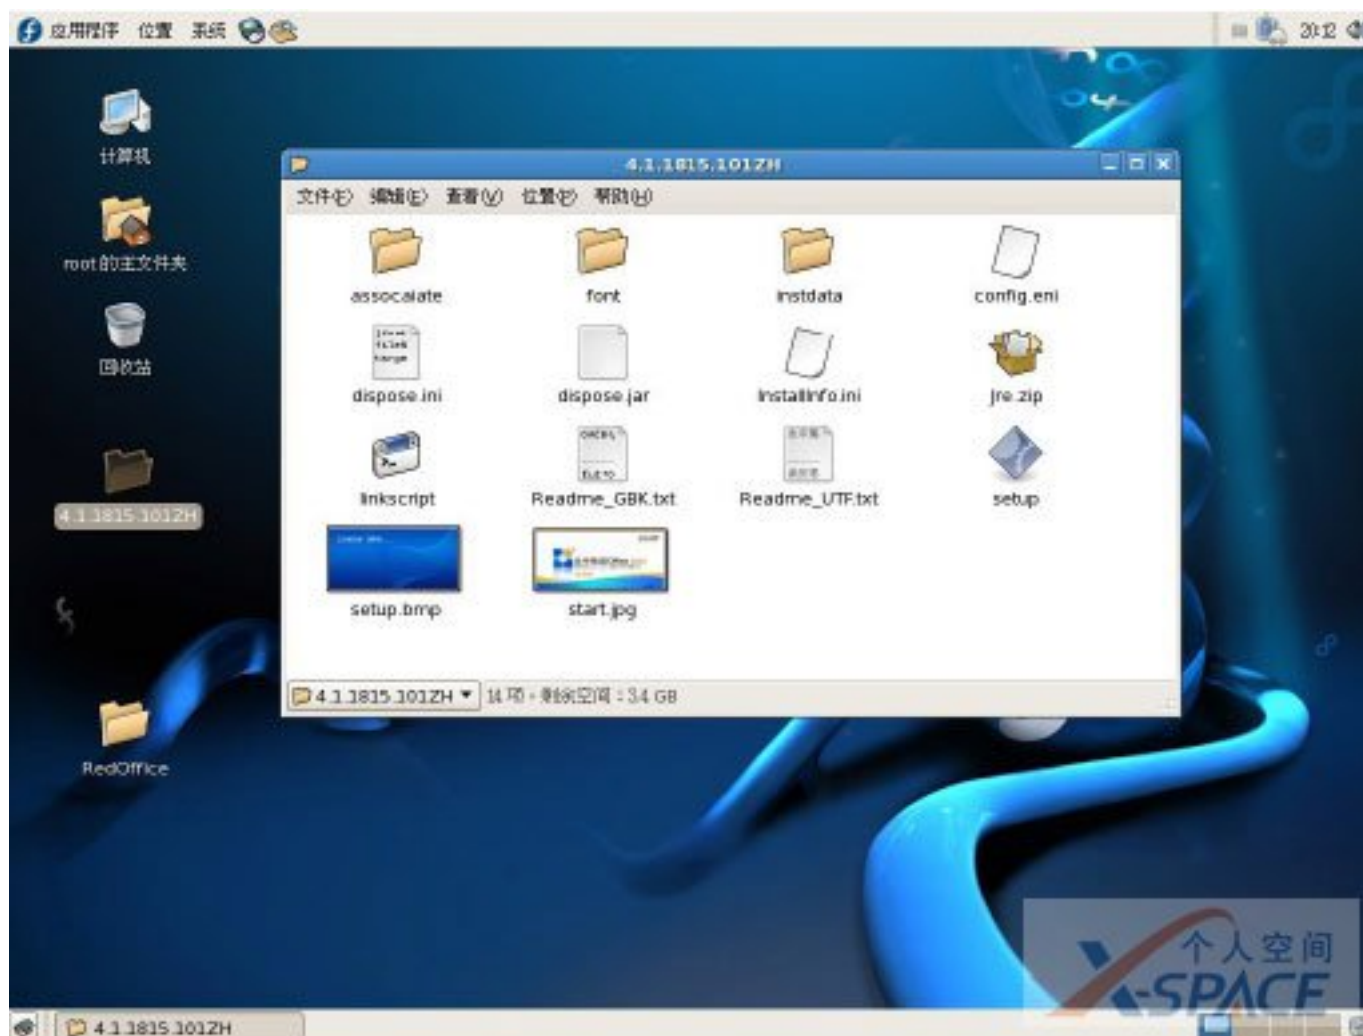 应用程序 位置 系统 20:12
计算机
root 的主文件夹
回收站
4.1.1815.101ZH
RedOffice
4.1.1815.101ZH
文件(F) 编辑(E) 查看(V) 位置(P) 帮助(H)
assocaiate font instdata config.eni
dispose.ini dispose.jar InstallInfo.ini jre.zip
linkscript Readme_GBK.txt Readme_UTF.txt setup
setup.bmp start.jpg
4.1.1815.101ZH 14 项，剩余空间：3.4 GB
个人空间
X-SPACE
4.1.1815.101ZH